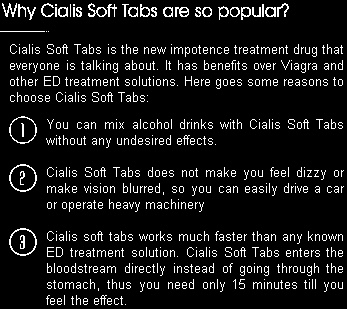 Why Cialis Soft Tabs are so popular?
Cialis Soft Tabs is the new impotence treatment drug that
everyone is talking about. It has benefits over Viagra and
other ED treatment solutions. Here goes some reasons to
choose Cialis Soft Tabs:
1 You can mix alcohol drinks with Cialis Soft Tabs
without any undesired effects.
2 Cialis Soft Tabs does not make you feel dizzy or
make vision blurred, so you can easily drive a car
or operate heavy machinery
3 Cialis soft tabs works much faster than any known
ED treatment solution. Cialis Soft Tabs enters the
bloodstream directly instead of going through the
stomach, thus you need only 15 minutes till you
feel the effect.